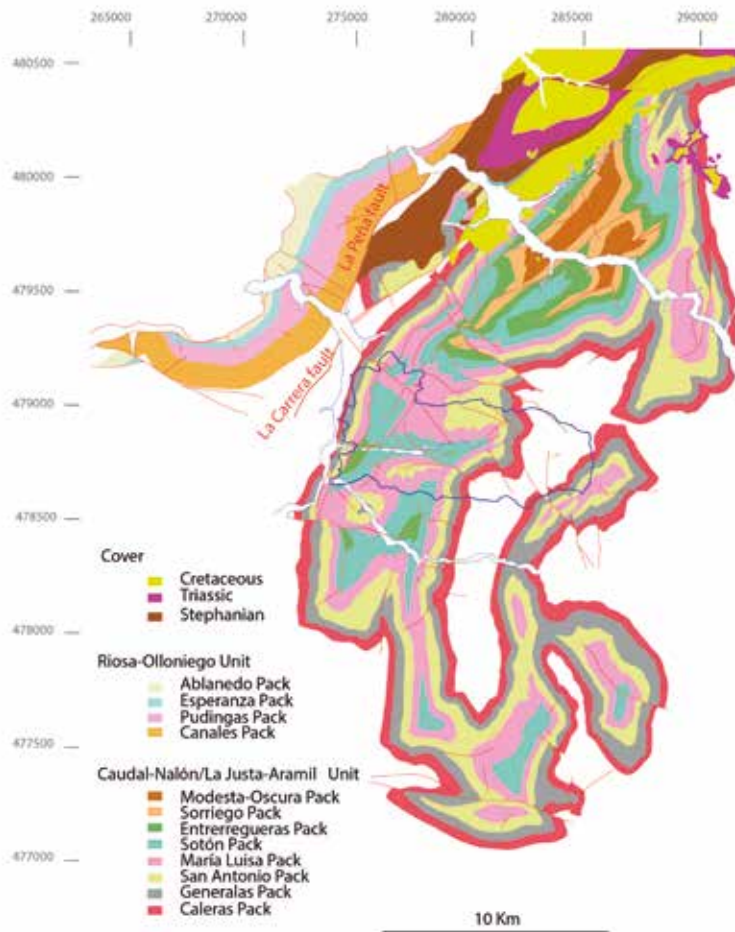 265000 270000 275000 280000 285000 290000
480500
480000
479500
479000
478500
478000
477500
477000
La Peña fault
La Carrera fault
Cover
Cretaceous
Triassic
Stephanian
Riosa-Olloniego Unit
Ablanedo Pack
Esperanza Pack
Pudingas Pack
Canales Pack
Caudal-Nalón/La Justa-Aramil Unit
Modesta-Oscura Pack
Sorriego Pack
Entrerregueras Pack
Sotón Pack
María Luisa Pack
San Antonio Pack
Generalas Pack
Caleras Pack
10 Km